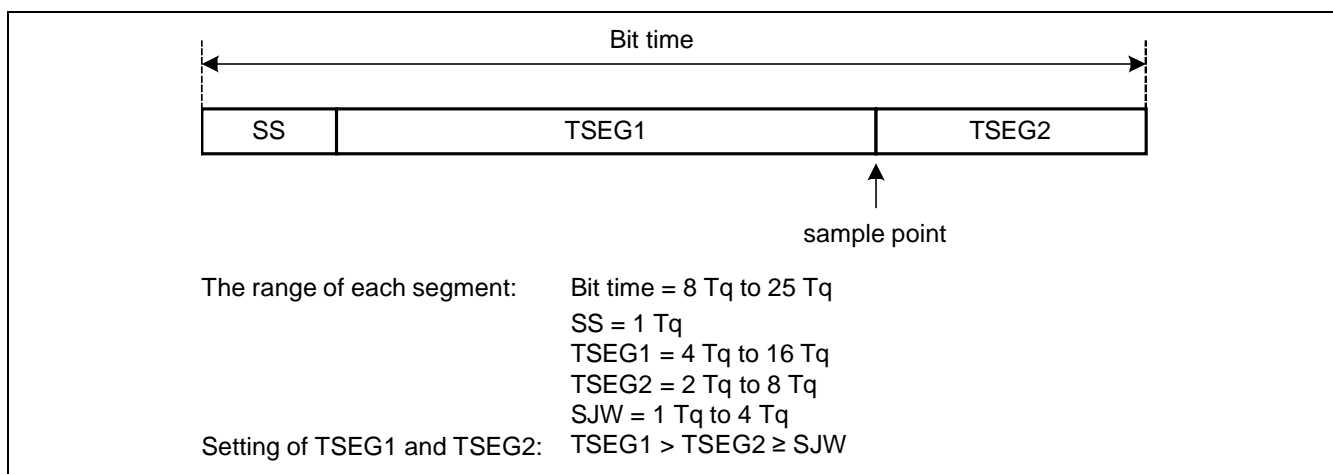 Bit time
SS TSEG1 TSEG2
sample point
The range of each segment: Bit time = 8 Tq to 25 Tq
SS = 1 Tq
TSEG1 = 4 Tq to 16 Tq
TSEG2 = 2 Tq to 8 Tq
SJW = 1 Tq to 4 Tq
Setting of TSEG1 and TSEG2: TSEG1 > TSEG2 ≥ SJW